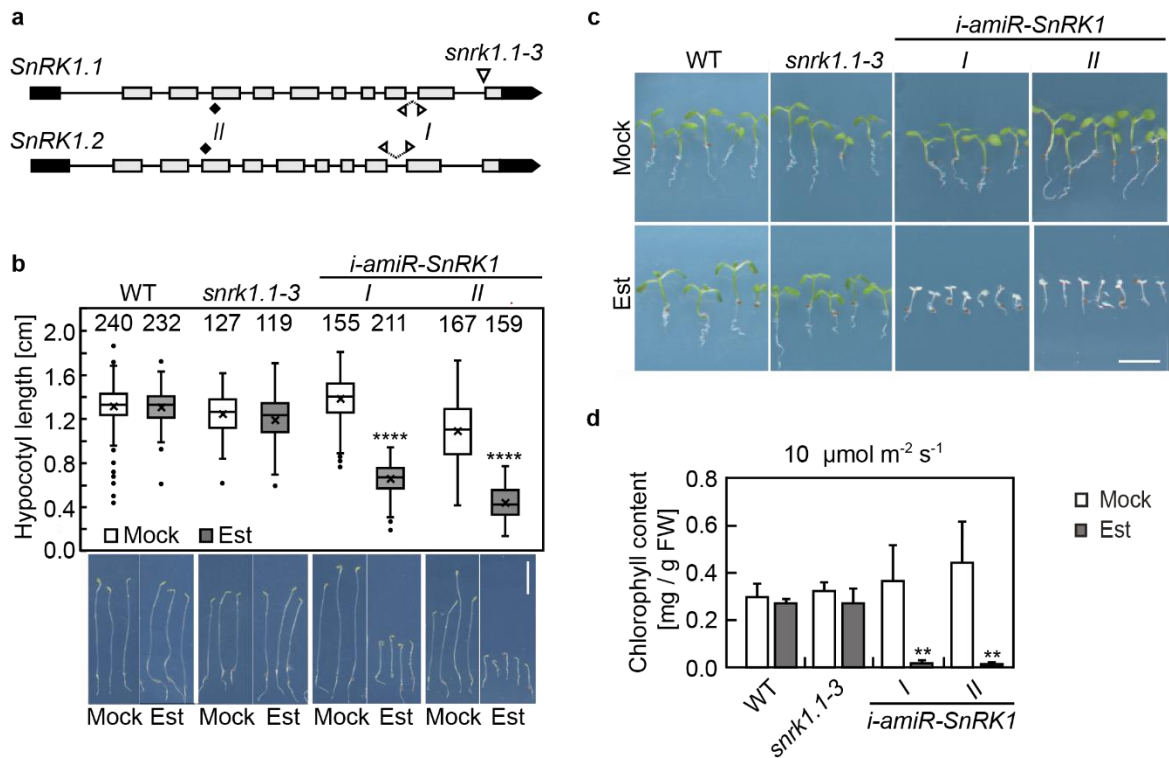 a
snrk1.1-3
SnRK1.1
II
I
SnRK1.2
b
i-amiR-SnRK1
WT snrk1.1-3 I II
240 232 127 119 155 211 167 159
Hypocotyl length [cm]
2.0
1.6
1.2
0.8
0.4
0.0
**** ****
Mock Est
Mock Est Mock Est Mock Est Mock Est
c
i-amiR-SnRK1
WT snrk1.1-3 I II
Mock
Est
d
10 µmol m-2 s-1
Chlorophyll content
[mg / g FW]
0.8
0.6
0.4
0.2
0.0
** **
Mock
Est
WT snrk1.1-3 I II
i-amiR-SnRK1